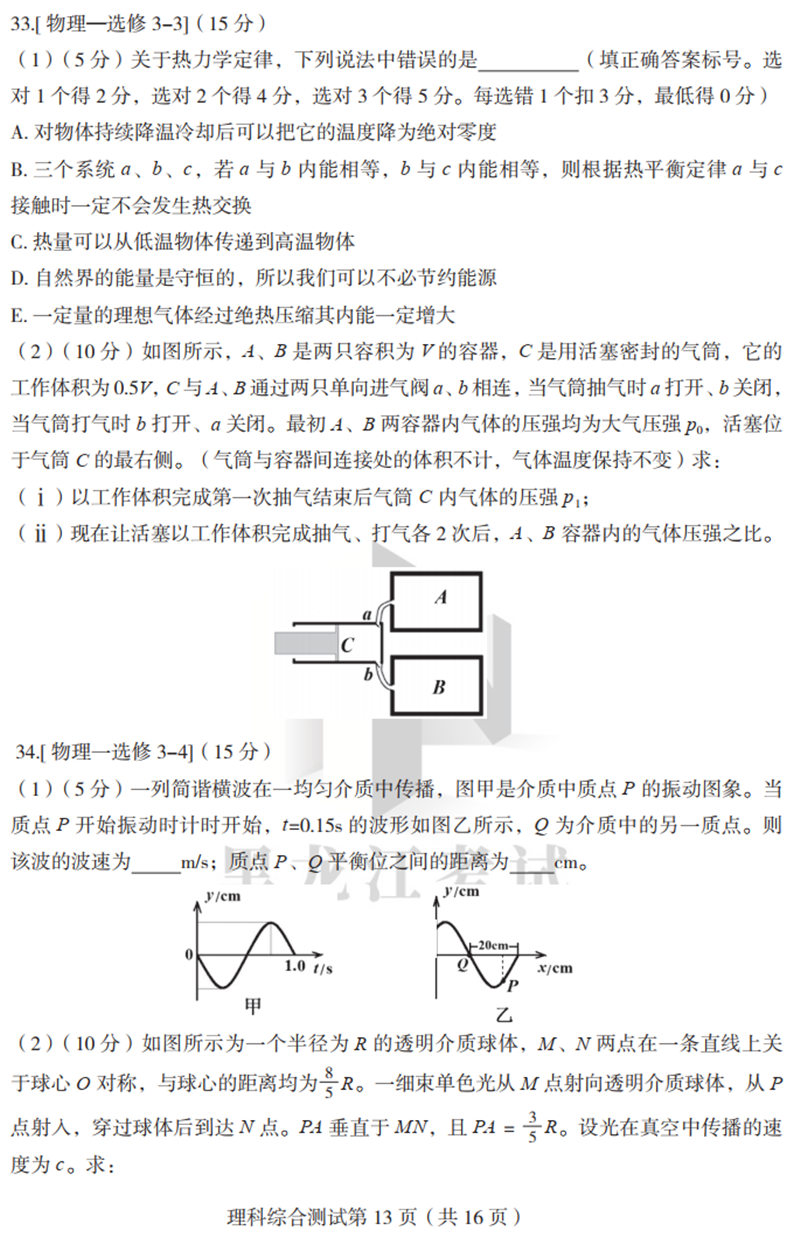 33.[ 物理—选修 3-3]（15 分）
（1）（5 分）关于热力学定律，下列说法中错误的是__________（填正确答案标号。选
对 1 个得 2 分，选对 2 个得 4 分，选对 3 个得 5 分。每选错 1 个扣 3 分，最低得 0 分）
A. 对物体持续降温冷却后可以把它的温度降为绝对零度
B. 三个系统 a、b、c，若 a 与 b 内能相等，b 与 c 内能相等，则根据热平衡定律 a 与 c
接触时一定不会发生热交换
C. 热量可以从低温物体传递到高温物体
D. 自然界的能量是守恒的，所以我们可以不必节约能源
E. 一定量的理想气体经过绝热压缩其内能一定增大
（2）（10 分）如图所示，A、B 是两只容积为 V 的容器，C 是用活塞密封的气筒，它的
工作体积为 0.5V，C 与 A、B 通过两只单向进气阀 a、b 相连，当气筒抽气时 a 打开、b 关闭，
当气筒打气时 b 打开、a 关闭。最初 A、B 两容器内气体的压强均为大气压强 p₀，活塞位
于气筒 C 的最右侧。（气筒与容器间连接处的体积不计，气体温度保持不变）求：
（ⅰ）以工作体积完成第一次抽气结束后气筒 C 内气体的压强 p₁；
（ⅱ）现在让活塞以工作体积完成抽气、打气各 2 次后，A、B 容器内的气体压强之比。
a
A
C
b
B
34.[ 物理一选修 3-4]（15 分）
（1）（5 分）一列简谐横波在一均匀介质中传播，图甲是介质中质点 P 的振动图象。当
质点 P 开始振动时计时开始，t=0.15s 的波形如图乙所示，Q 为介质中的另一质点。则
该波的波速为_____m/s；质点 P、Q 平衡位之间的距离为_____cm。
黑龙江考试
y/cm
0
1.0 t/s
甲
y/cm
20cm
Q
P
x/cm
乙
（2）（10 分）如图所示为一个半径为 R 的透明介质球体，M、N 两点在一条直线上关
于球心 O 对称，与球心的距离均为 8/5 R。一细束单色光从 M 点射向透明介质球体，从 P
点射入，穿过球体后到达 N 点。PA 垂直于 MN，且 PA = 3/5 R。设光在真空中传播的速
度为 c。求：
理科综合测试第 13 页（共 16 页）